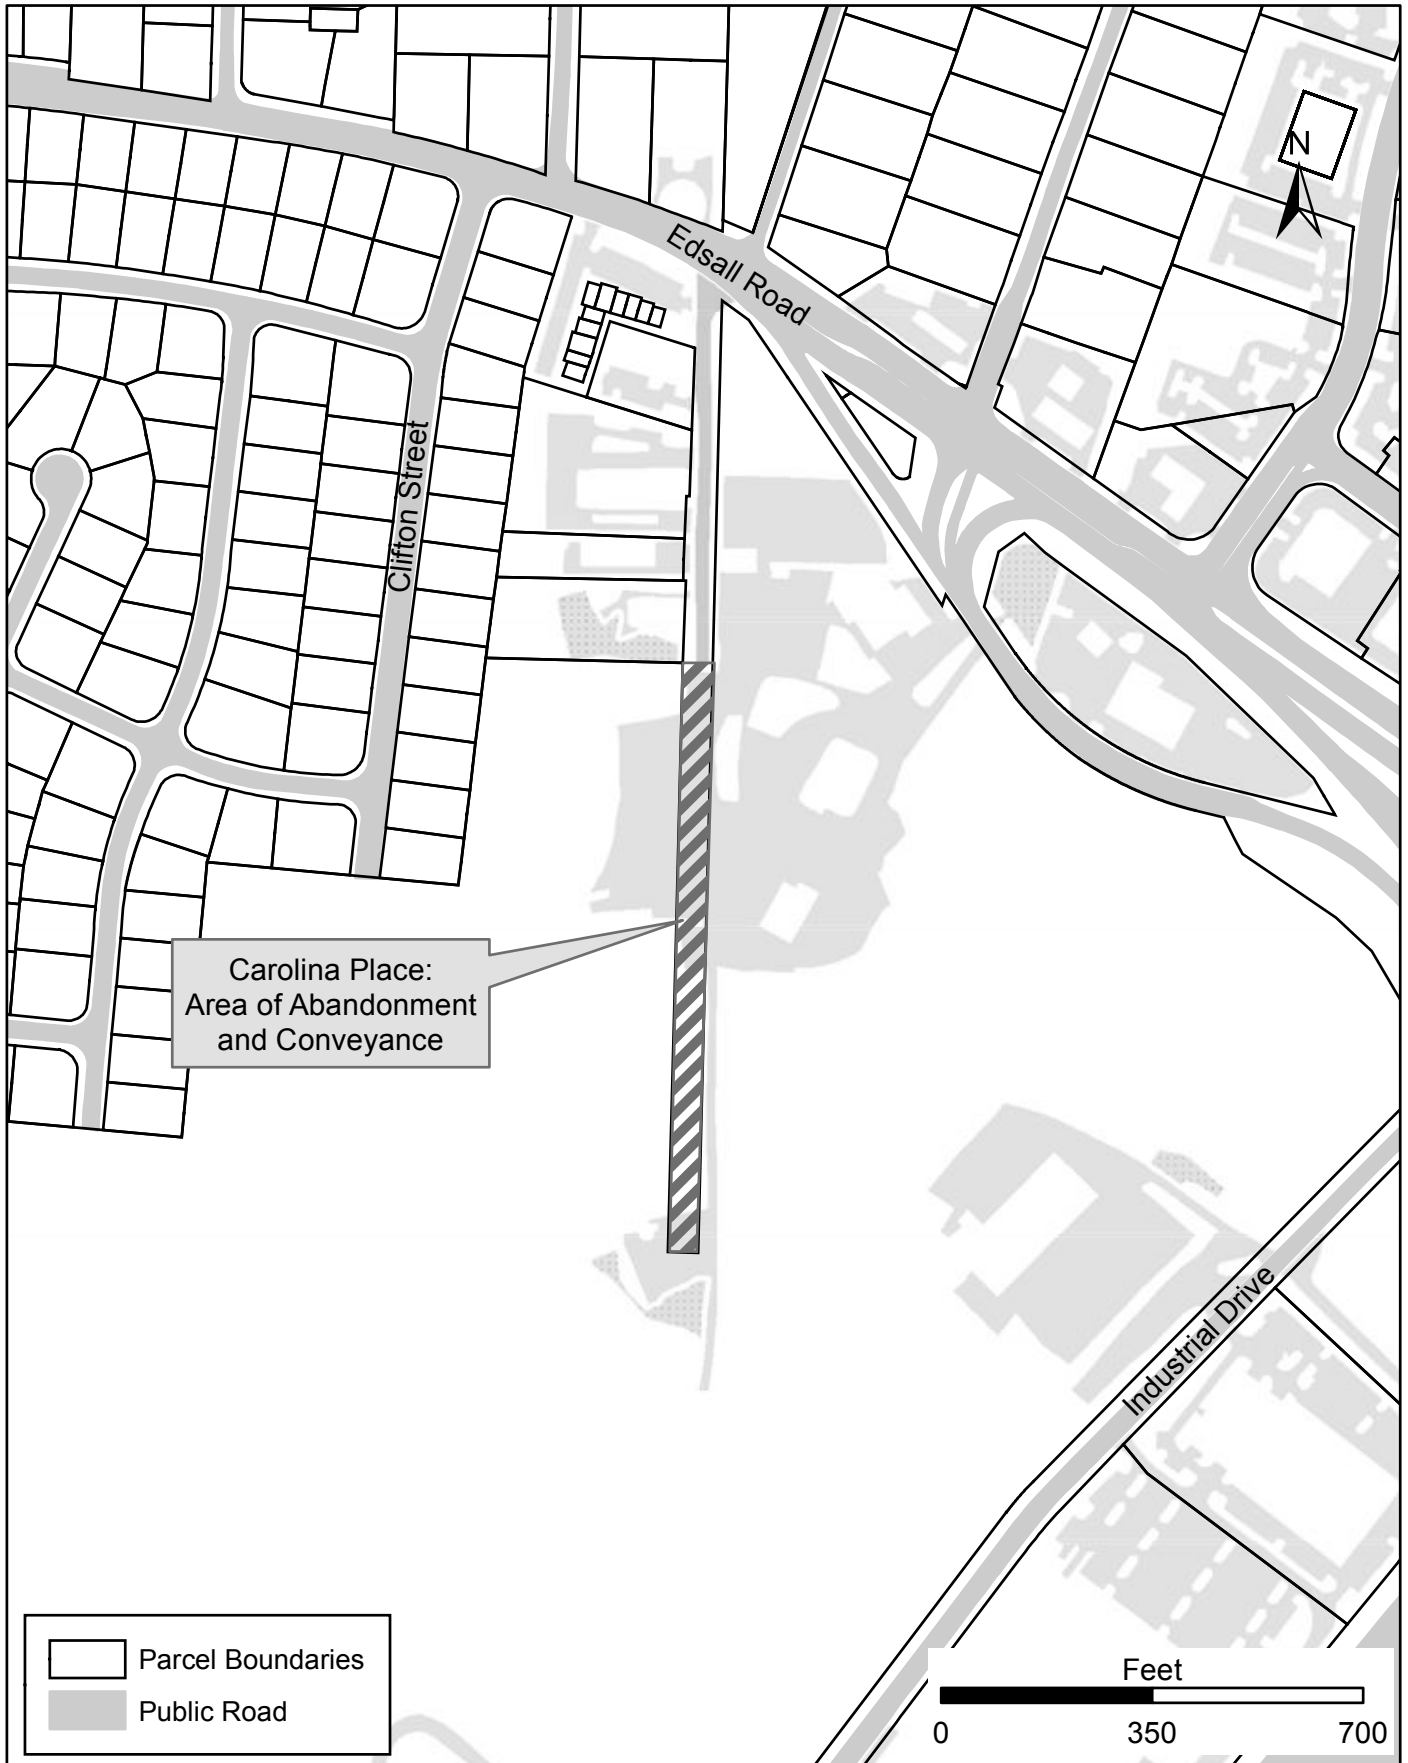 N
Edsall Road
Clifton Street
Carolina Place:
Area of Abandonment
and Conveyance
Industrial Drive
Parcel Boundaries
Public Road
Feet
0 350 700